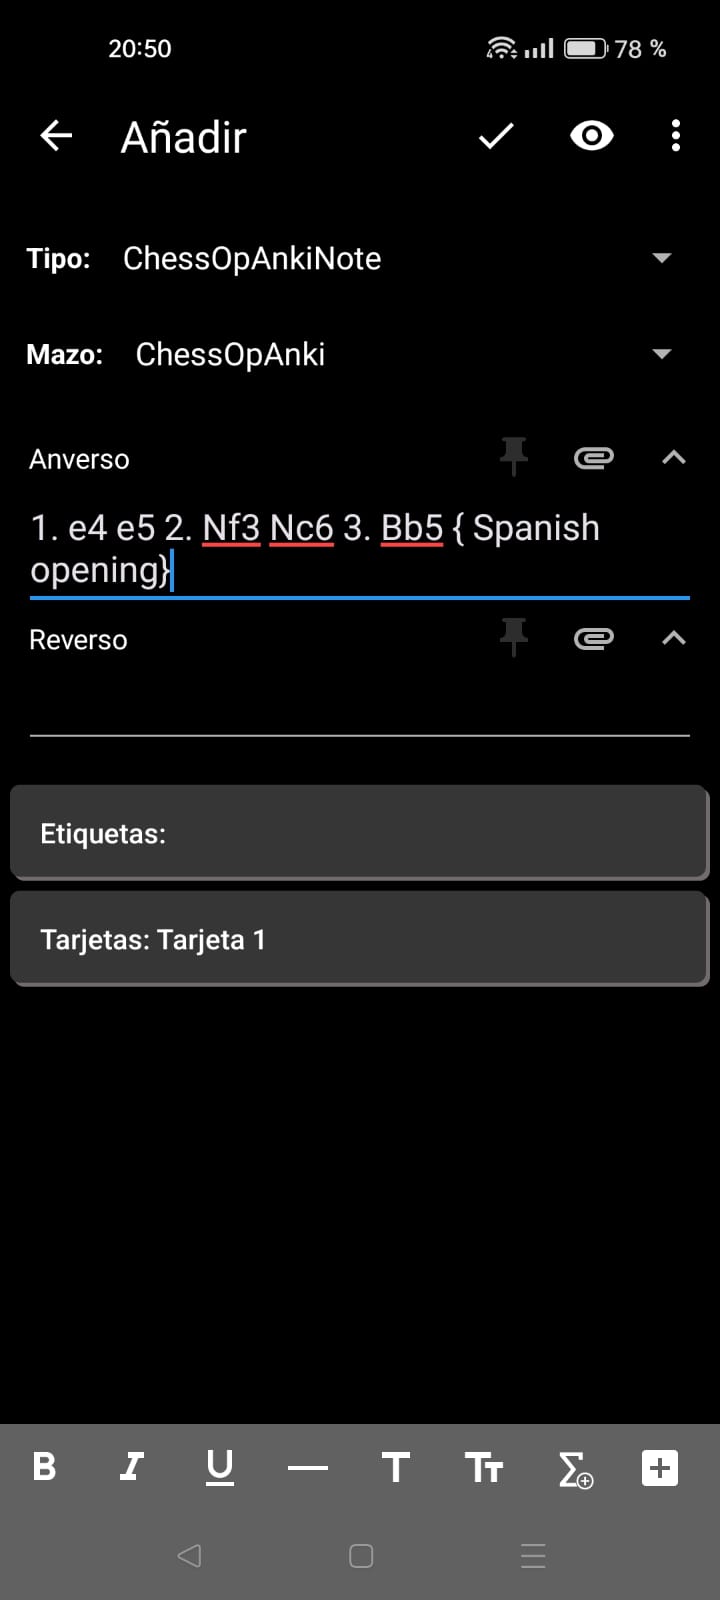 20:50 4 78 %
Añadir
Tipo: ChessOpAnkiNote
Mazo: ChessOpAnki
Anverso
1. e4 e5 2. Nf3 Nc6 3. Bb5 { Spanish
opening}
Reverso
Etiquetas:
Tarjetas: Tarjeta 1
B I U T TT Σ